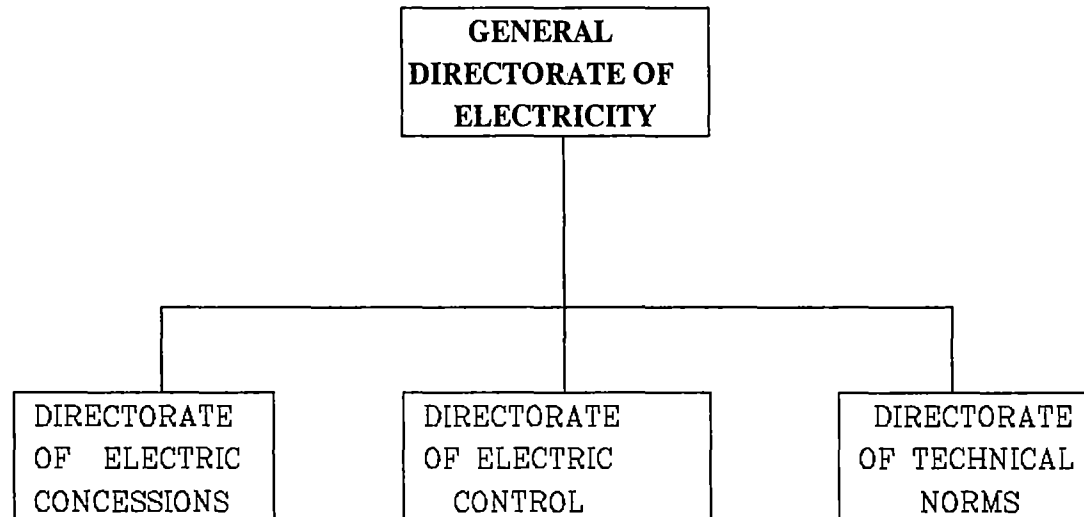 GENERAL
DIRECTORATE OF
ELECTRICITY
DIRECTORATE
OF ELECTRIC
CONCESSIONS
DIRECTORATE
OF ELECTRIC
CONTROL
DIRECTORATE
OF TECHNICAL
NORMS